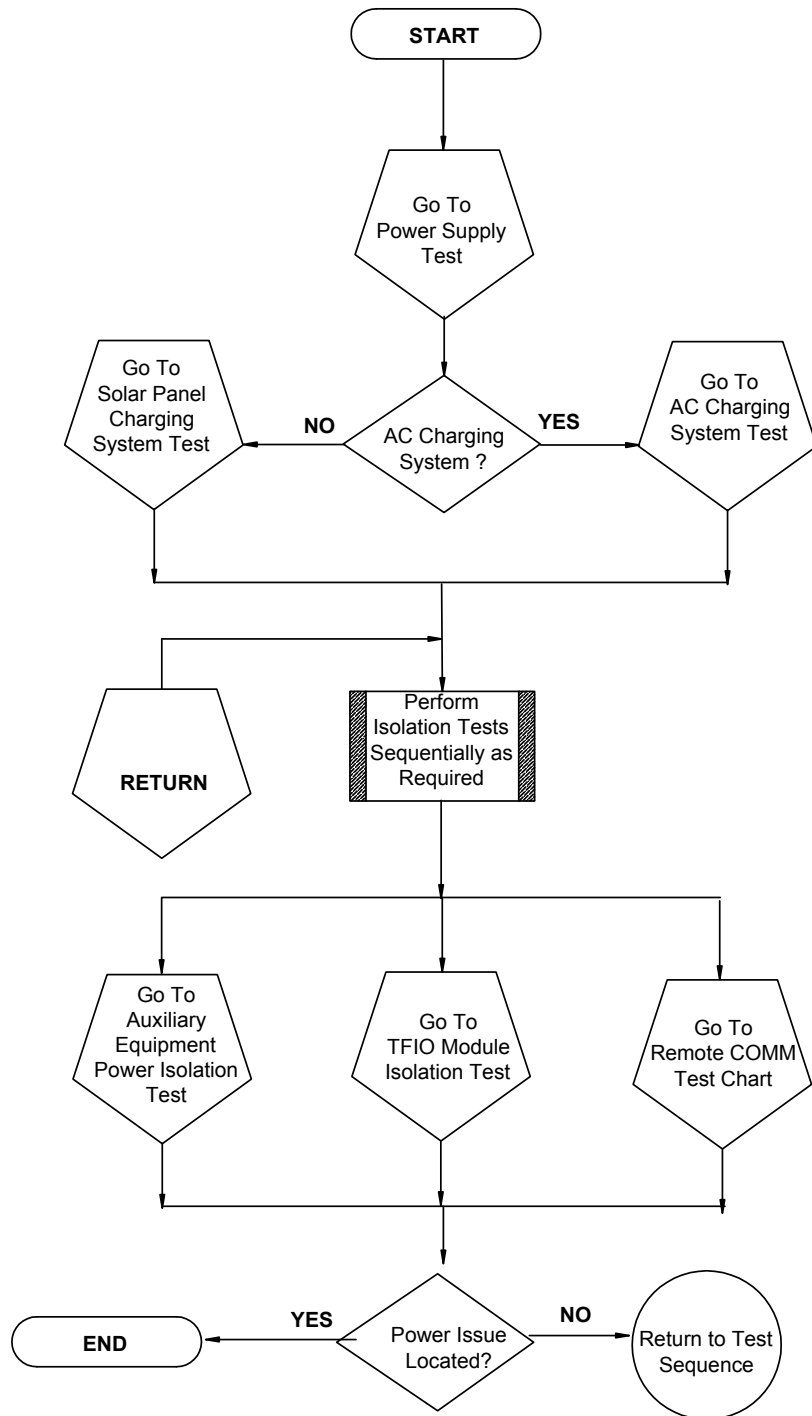 START
Go To
Power Supply
Test
Go To
Solar Panel
Charging
System Test
NO
AC Charging
System ?
YES
Go To
AC Charging
System Test
RETURN
Perform
Isolation Tests
Sequentially as
Required
Go To
Auxiliary
Equipment
Power Isolation
Test
Go To
TFIO Module
Isolation Test
Go To
Remote COMM
Test Chart
END
YES
Power Issue
Located?
NO
Return to Test
Sequence